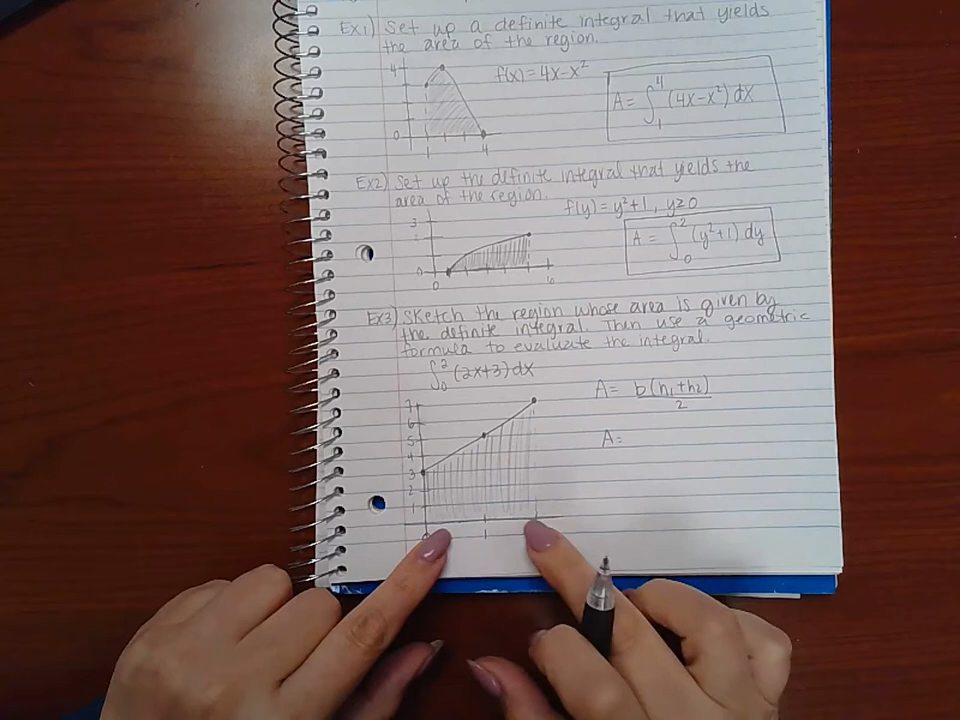 Ex1) Set up a definite integral that yields
the area of the region.
4
f(x) = 4x-x²
A = ∫₁⁴ (4x-x²) dx
0
1 4
Ex2) Set up the definite integral that yields the
area of the region.
f(y) = y²+1, y≥0
3
2
A = ∫₀² (y²+1) dy
0
0 6
Ex3) Sketch the region whose area is given by
the definite integral. Then use a geometric
formula to evaluate the integral.
∫₀² (2x+3) dx
A = b(h₁+h₂)/2
7
6
5
A =
4
3
2
1
1